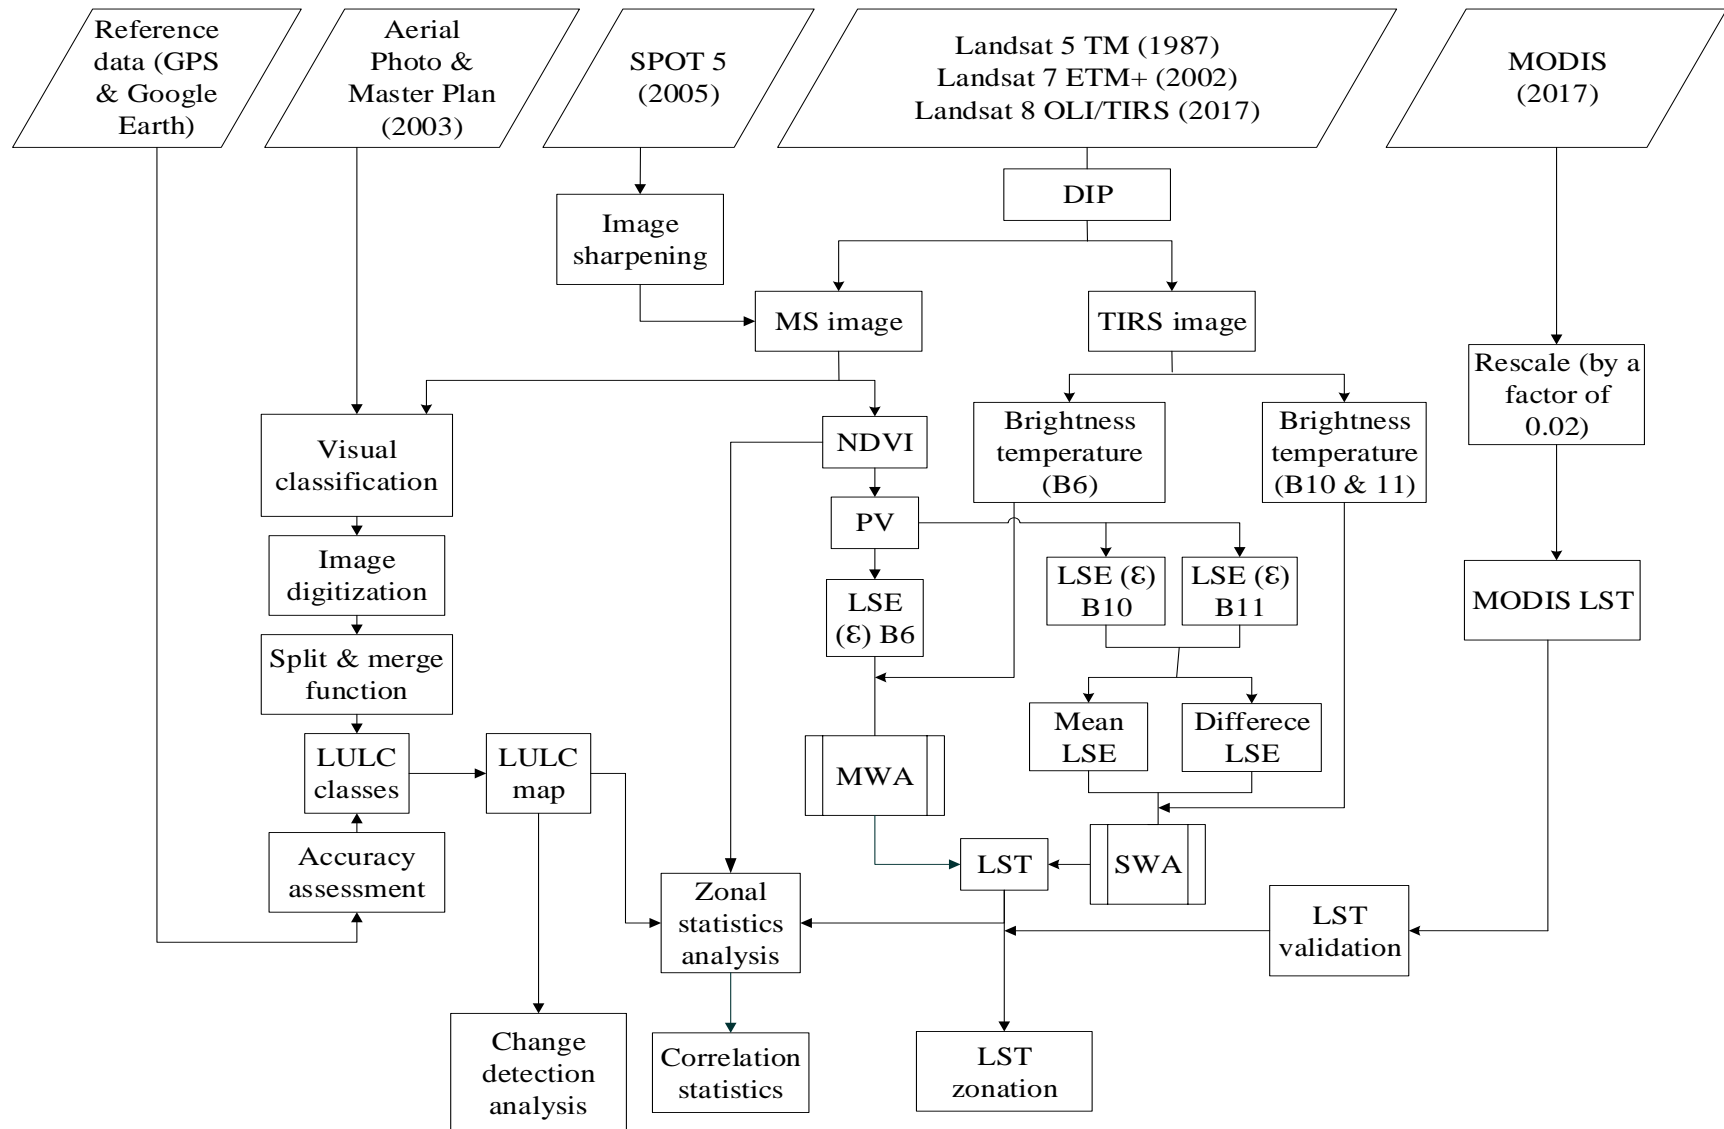 Reference
data (GPS
& Google
Earth)
Aerial
Photo &
Master Plan
(2003)
SPOT 5
(2005)
Landsat 5 TM (1987)
Landsat 7 ETM+ (2002)
Landsat 8 OLI/TIRS (2017)
MODIS
(2017)
DIP
Image
sharpening
MS image
TIRS image
Rescale (by a
factor of
0.02)
Visual
classification
NDVI
Brightness
temperature
(B6)
Brightness
temperature
(B10 & 11)
PV
Image
digitization
LSE
(Ɛ) B6
LSE (Ɛ)
B10
LSE (Ɛ)
B11
MODIS LST
Split & merge
function
Mean
LSE
Differece
LSE
LULC
classes
LULC
map
MWA
Accuracy
assessment
LST
SWA
Zonal
statistics
analysis
LST
validation
Change
detection
analysis
Correlation
statistics
LST
zonation